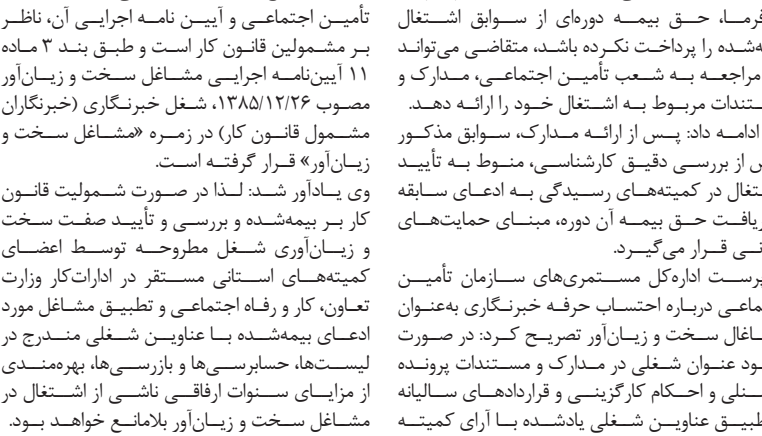 فرما، حق بیمه دوره‌ای از سوابق اشتغال
شده را پرداخت نکرده باشد، متقاضی می‌تواند
مراجعه به شعب تأمین اجتماعی، مدارک و
مربوط به اشتغال خود را ارائه دهد.
ادامه داد: پس از ارائه مدارک، سوابق مذکور
از بررسی دقیق کارشناسی، منوط به تأیید
در کمیته‌های رسیدگی به ادعای سابقه
حق بیمه آن دوره، مبنای حمایت‌های
قرار می‌گیرد.
اداره‌کل مستمری‌های سازمان تأمین
درباره احتساب حرفه خبرنگاری به‌عنوان
سخت و زیان‌آور تصریح کرد: در صورت
عنوان شغلی در مدارک و مستندات پرونده
و احکام کارگزینی و قراردادهای سالیانه
عناوین شغلی یادشده با آرای کمیته
تأمین اجتماعی و آیین نامه اجرایی آن، ناظر
بر مشمولین قانون کار است و طبق بند ۳ ماده
۱۱ آیین‌نامه اجرایی مشاغل سخت و زیان‌آور
مصوب ۱۳۸۵/۱۲/۲۶، شغل خبرنگاری (خبرنگاران
مشمول قانون کار) در زمره «مشاغل سخت و
زیان‌آور» قرار گرفته است.
وی یادآور شد: لذا در صورت شمولیت قانون
کار بر بیمه‌شده و بررسی و تأیید صفت سخت
و زیان‌آوری شغل مطروحه توسط اعضای
کمیته‌های استانی مستقر در ادارات‌کار وزارت
تعاون، کار و رفاه اجتماعی و تطبیق مشاغل مورد
ادعای بیمه‌شده با عناوین شغلی مندرج در
لیست‌ها، حسابرسی‌ها و بازرسی‌ها، بهره‌مندی
از مزایای سنوات ارفاقی ناشی از اشتغال در
مشاغل سخت و زیان‌آور بلامانع خواهد بود.